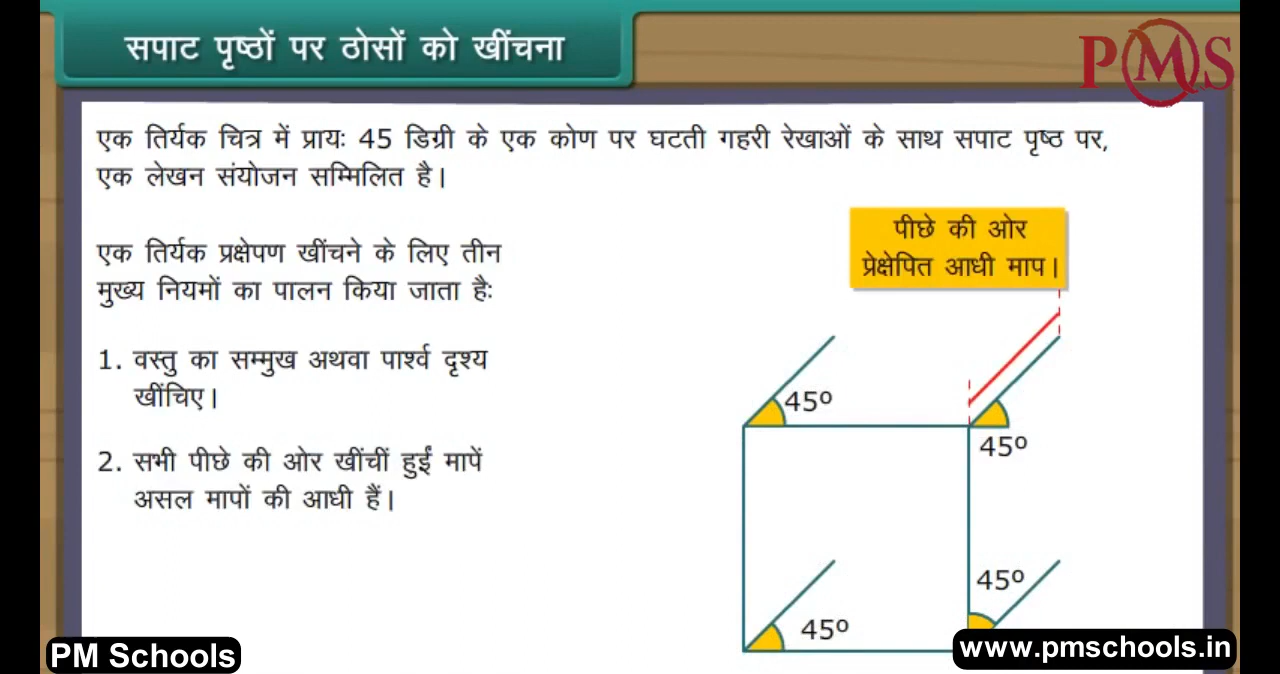 सपाट पृष्ठों पर ठोसों को खींचना
PMS
एक तिर्यक चित्र में प्रायः 45 डिग्री के एक कोण पर घटती गहरी रेखाओं के साथ सपाट पृष्ठ पर,
एक लेखन संयोजन सम्मिलित है।
पीछे की ओर
प्रेक्षेपित आधी माप।
एक तिर्यक प्रक्षेपण खींचने के लिए तीन
मुख्य नियमों का पालन किया जाता हैः
1. वस्तु का सम्मुख अथवा पार्श्व दृश्य
खींचिए।
45º
45º
2. सभी पीछे की ओर खींचीं हुईं मापें
असल मापों की आधी हैं।
45º
45º
PM Schools
www.pmschools.in